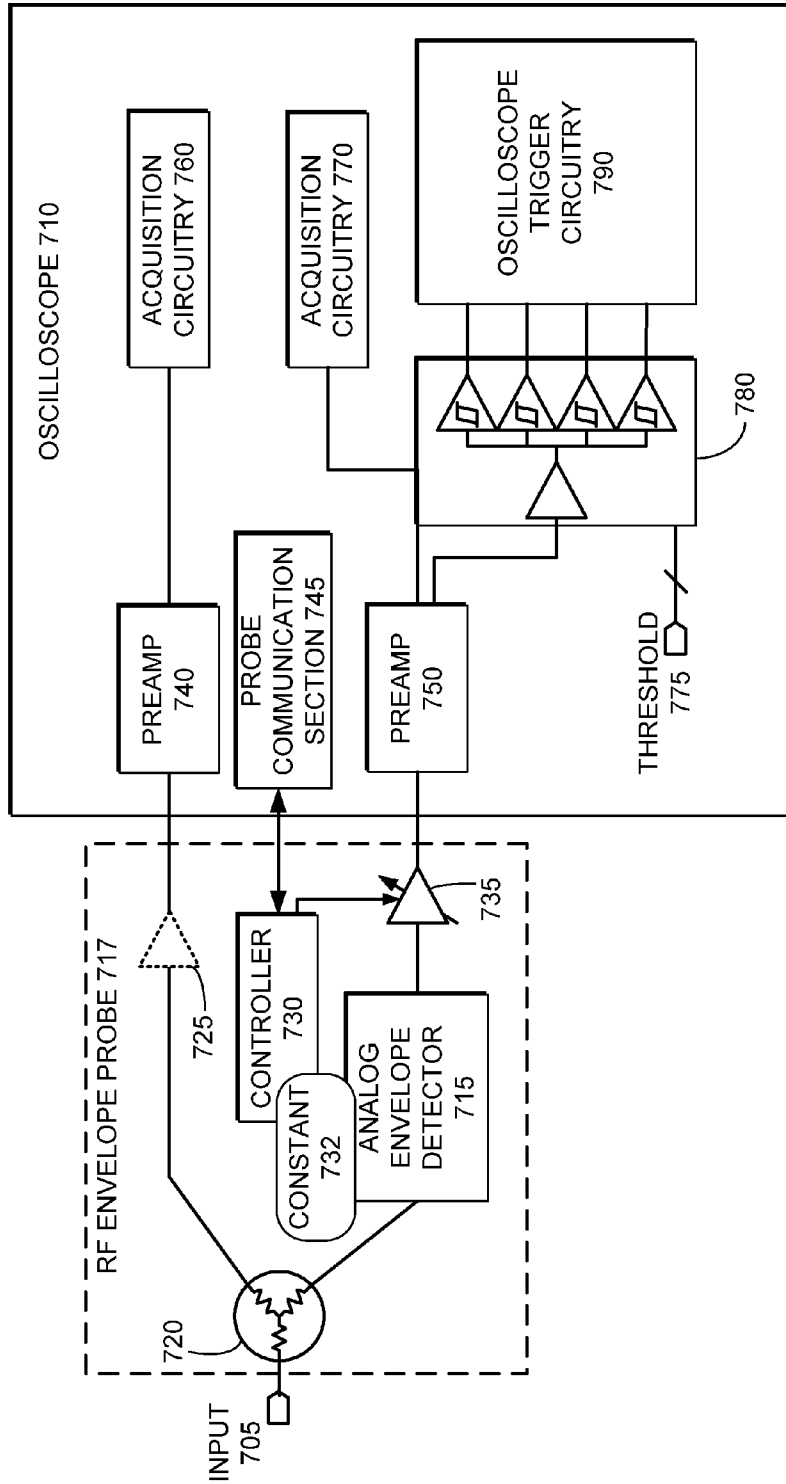 OSCILLOSCOPE 710
ACQUISITION
CIRCUITRY 760
ACQUISITION
CIRCUITRY 770
OSCILLOSCOPE
TRIGGER
CIRCUITRY
790
PREAMP
740
PROBE
COMMUNICATION
SECTION 745
PREAMP
750
780
THRESHOLD
775
RF ENVELOPE PROBE 717
725
CONTROLLER
730
CONSTANT
732
ANALOG
ENVELOPE
DETECTOR
715
735
720
INPUT
705